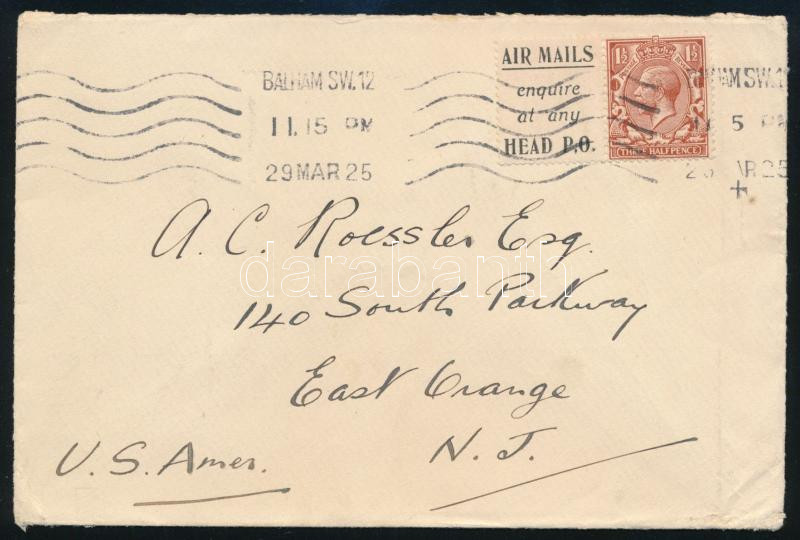 BALHAM S.W.12
11.15 PM
29 MAR 25
AIR MAILS
enquire
at any
HEAD P.O.
1½ 1½
THREE HALFPENCE
A. C. Roessler Esq.
140 South Parkway
East Orange
N. J.
U. S. Amer.
darabanth